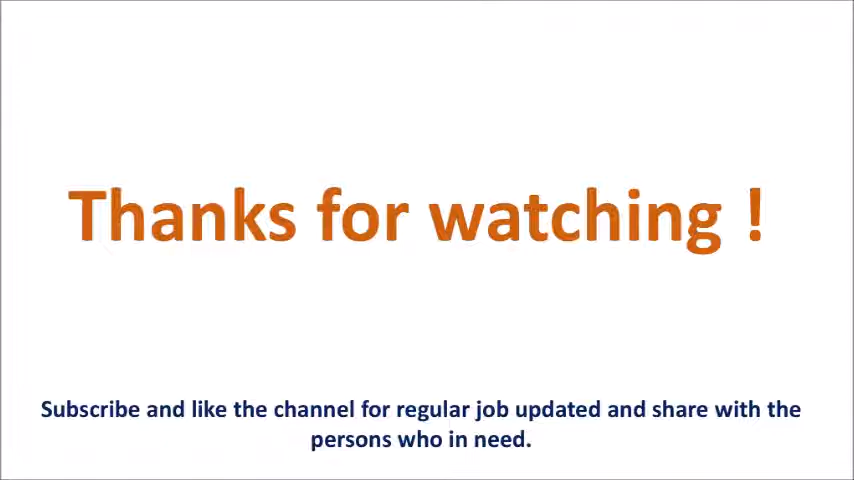 Thanks for watching !
Subscribe and like the channel for regular job updated and share with the
persons who in need.